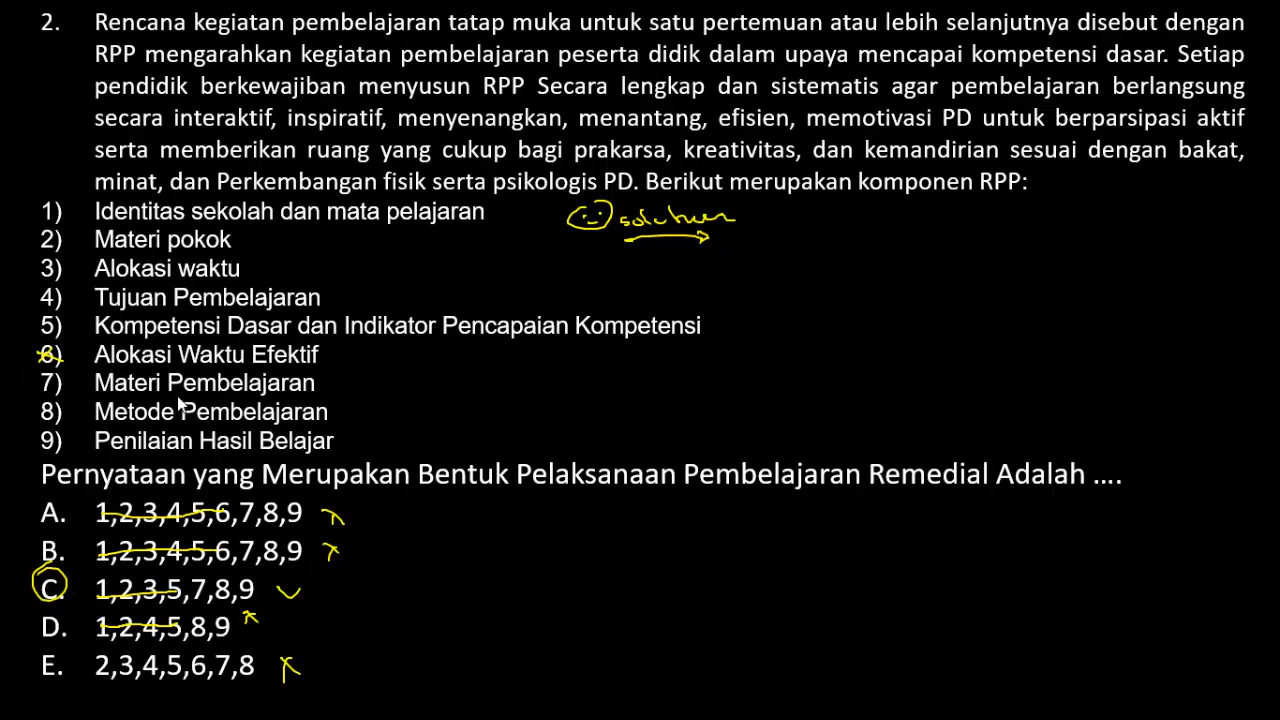 2. Rencana kegiatan pembelajaran tatap muka untuk satu pertemuan atau lebih selanjutnya disebut dengan
RPP mengarahkan kegiatan pembelajaran peserta didik dalam upaya mencapai kompetensi dasar. Setiap
pendidik berkewajiban menyusun RPP Secara lengkap dan sistematis agar pembelajaran berlangsung
secara interaktif, inspiratif, menyenangkan, menantang, efisien, memotivasi PD untuk berparsipasi aktif
serta memberikan ruang yang cukup bagi prakarsa, kreativitas, dan kemandirian sesuai dengan bakat,
minat, dan Perkembangan fisik serta psikologis PD. Berikut merupakan komponen RPP:
1) Identitas sekolah dan mata pelajaran
2) Materi pokok
3) Alokasi waktu
4) Tujuan Pembelajaran
5) Kompetensi Dasar dan Indikator Pencapaian Kompetensi
6) Alokasi Waktu Efektif
7) Materi Pembelajaran
8) Metode Pembelajaran
9) Penilaian Hasil Belajar
Pernyataan yang Merupakan Bentuk Pelaksanaan Pembelajaran Remedial Adalah ....
A. 1,2,3,4,5,6,7,8,9
B. 1,2,3,4,5,6,7,8,9
C. 1,2,3,5,7,8,9
D. 1,2,4,5,8,9
E. 2,3,4,5,6,7,8